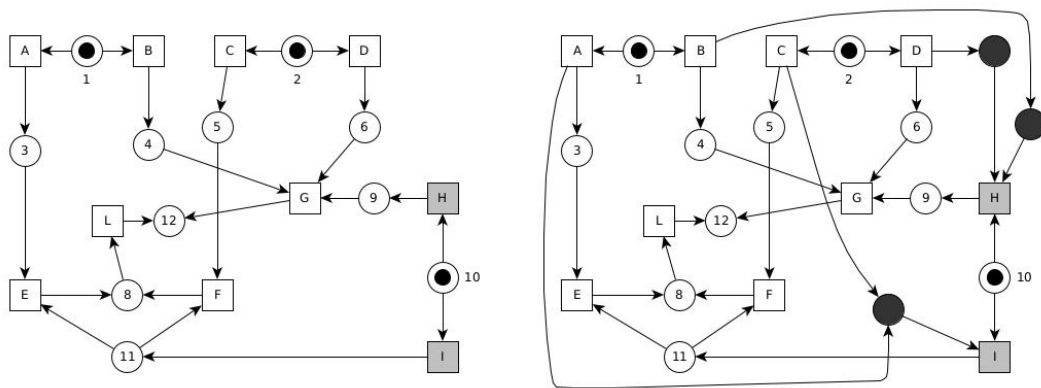 A B C D A B C D
1 2 1 2
3 4 5 6 3 4 5 6
L 12 G 9 H L 12 G 9 H
E 8 F 10 E 8 F 10
11 I 11 I